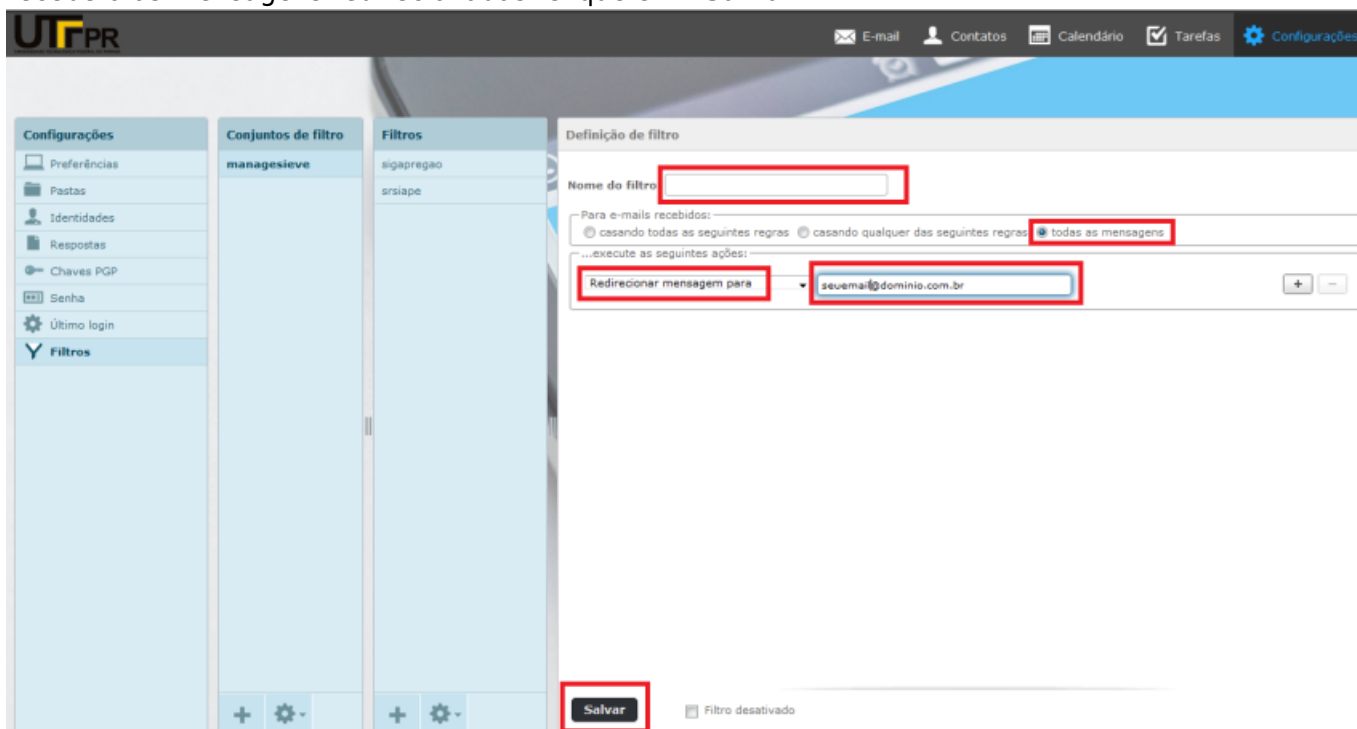 UTFPR
E-mail
Contatos
Calendário
Tarefas
Configurações
Configurações
Preferências
Pastas
Identidades
Respostas
Chaves PGP
Senha
Último login
Filtros
Conjuntos de filtro
managesieve
Filtros
sigapregao
srsiape
Definição de filtro
Nome do filtro
Para e-mails recebidos:
casando todas as seguintes regras casando qualquer das seguintes regras todas as mensagens
...execute as seguintes ações:
Redirecionar mensagem para seuemail@dominio.com.br
Salvar Filtro desativado